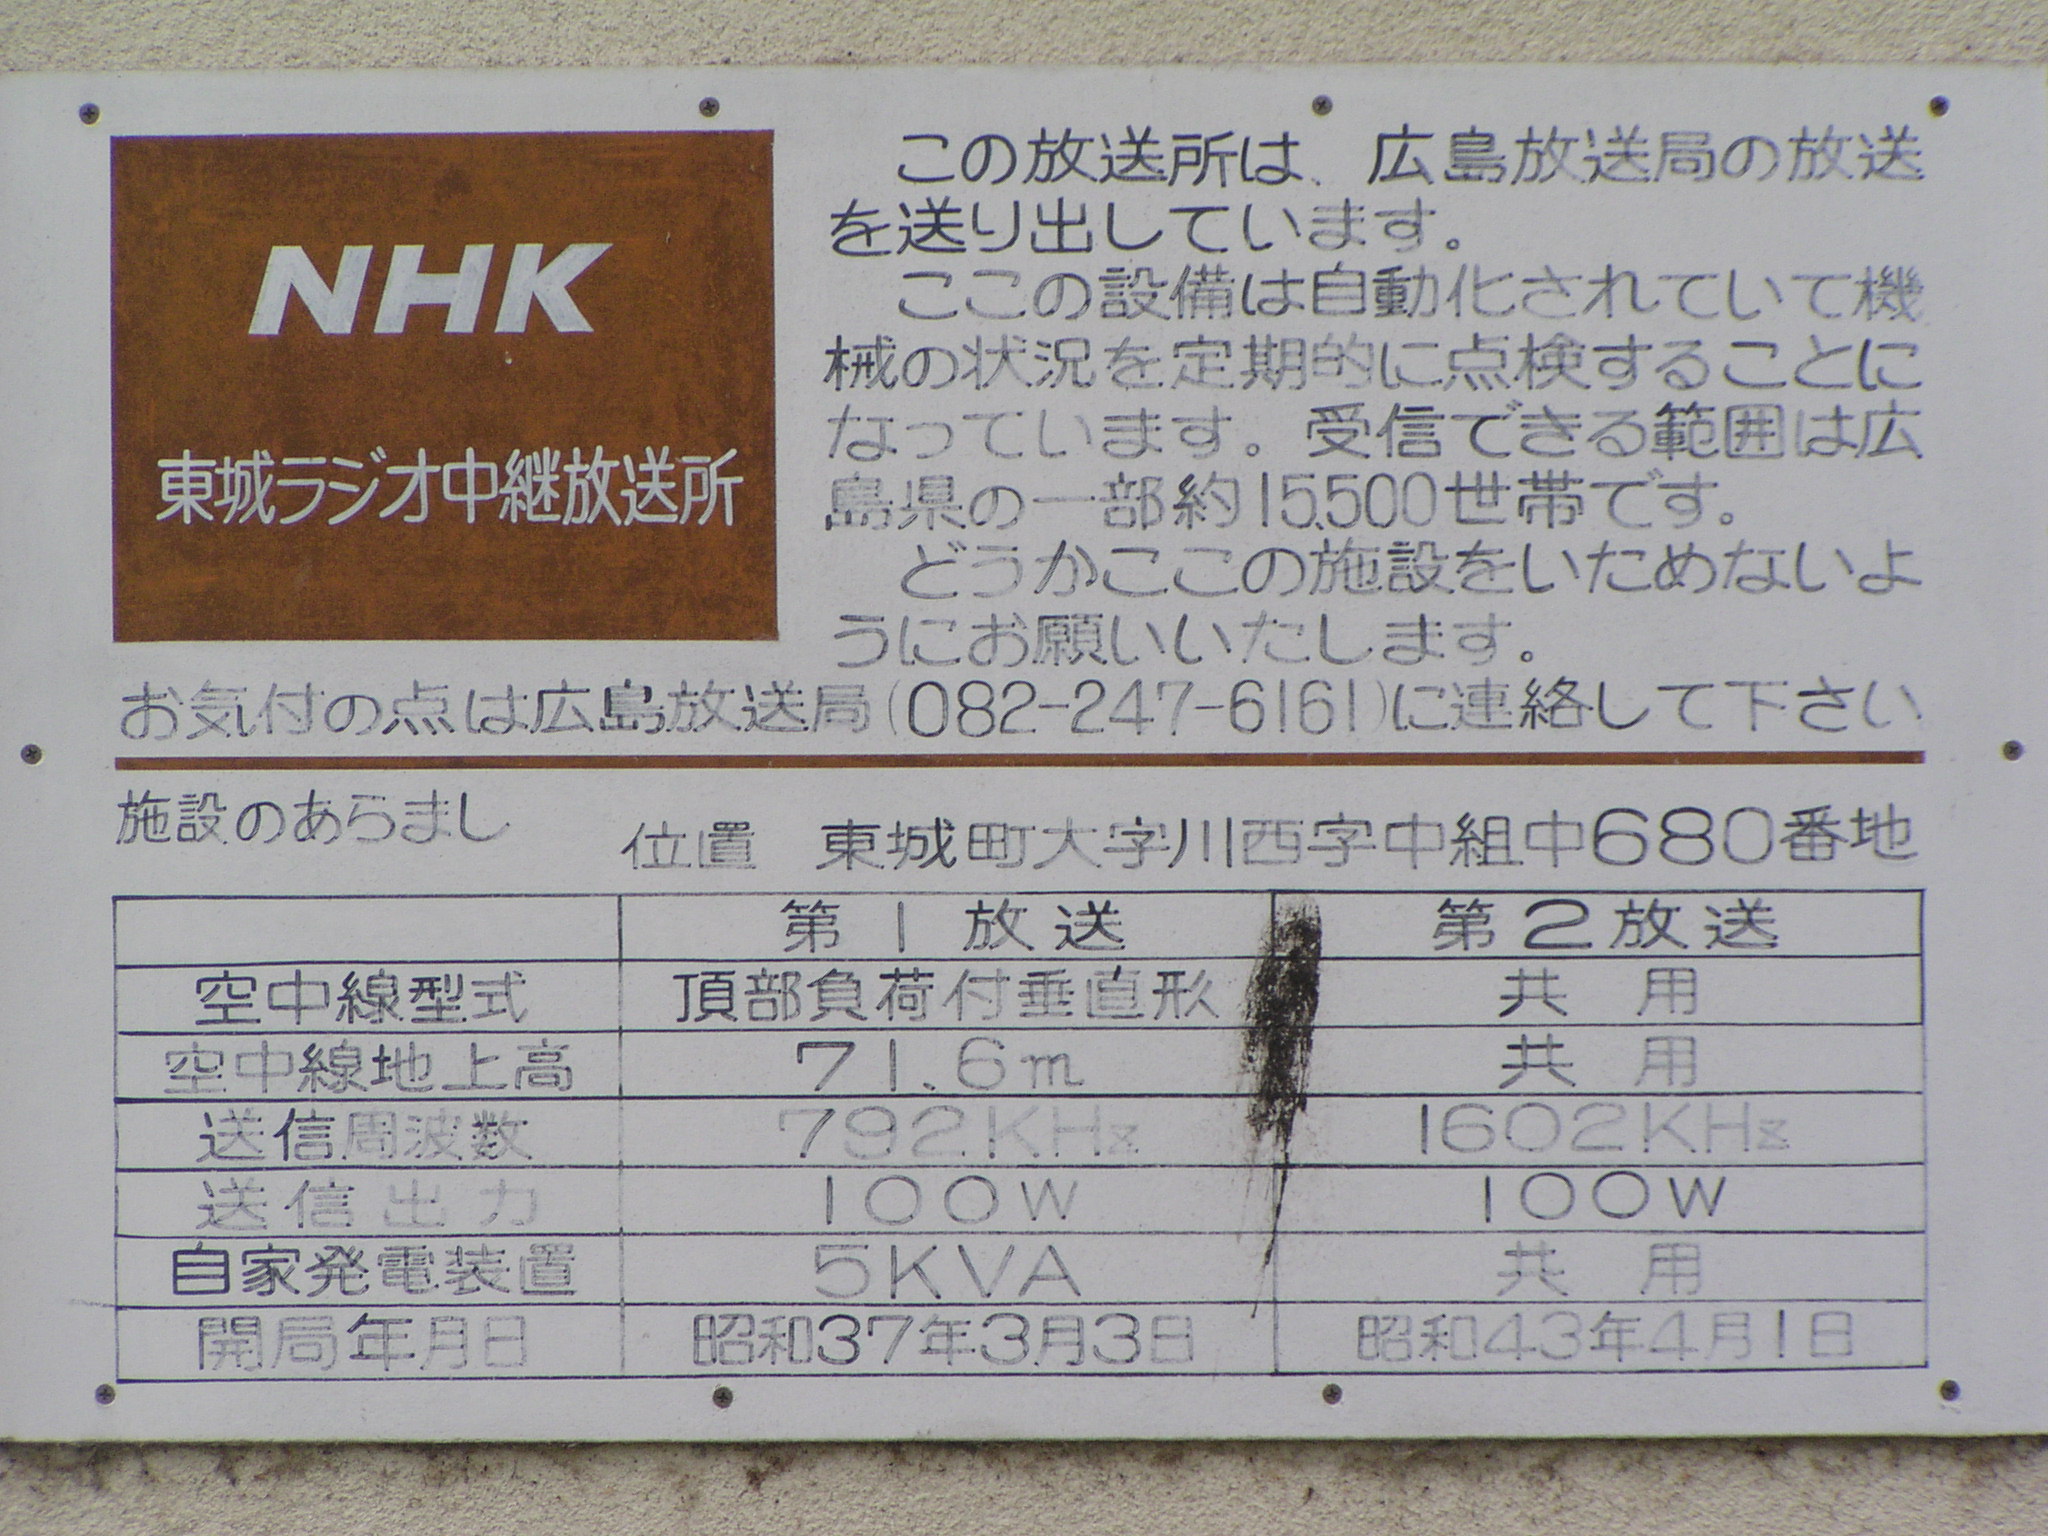 NHK
東城ラジオ中継放送所
この放送所は、広島放送局の放送
を送り出しています。
ここの設備は自動化されていて機
械の状況を定期的に点検することに
なっています。受信できる範囲は広
島県の一部約15,500世帯です。
どうかここの施設をいためないよ
うにお願いいたします。
お気付の点は広島放送局(082-247-6161)に連絡して下さい
施設のあらまし
位置 東城町大字川西字中組中680番地
第1放送 第2放送
空中線型式 頂部負荷付垂直形 共用
空中線地上高 71.6m 共用
送信周波数 792KHz 1602KHz
送信出力 100W 100W
自家発電装置 5KVA 共用
開局年月日 昭和37年3月3日 昭和43年4月1日